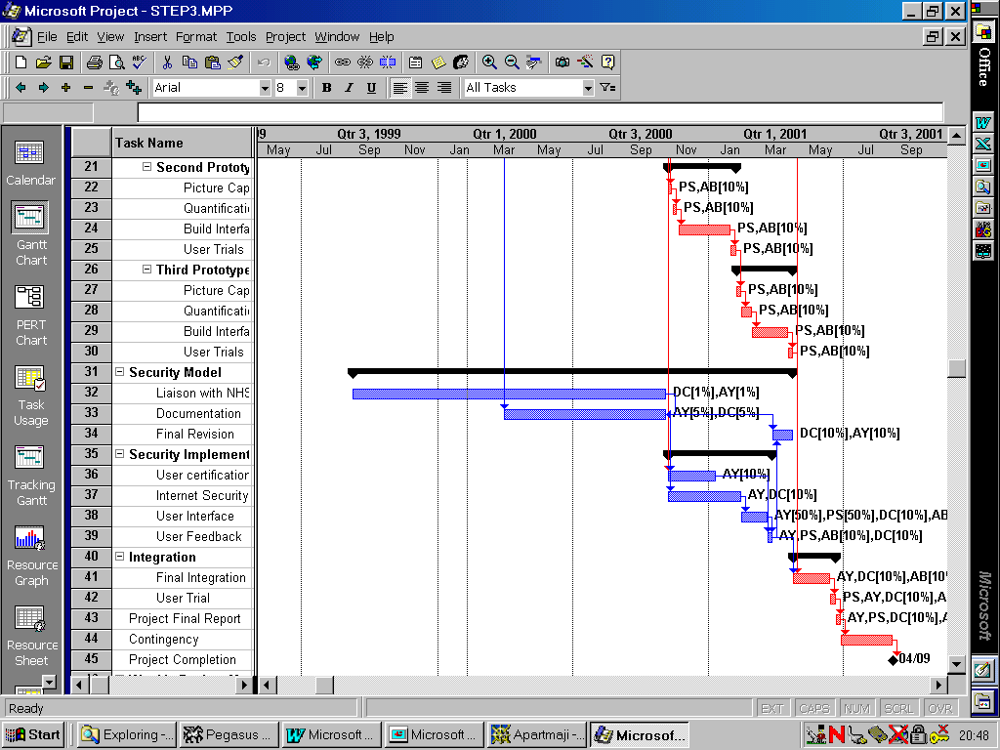 Microsoft Project - STEP3.MPP
File Edit View Insert Format Tools Project Window Help
Arial 8 B I U All Tasks
Office
Calendar
Gantt
Chart
PERT
Chart
Task
Usage
Tracking
Gantt
Resource
Graph
Resource
Sheet
Task Name
9 Qtr 3, 1999 Qtr 1, 2000 Qtr 3, 2000 Qtr 1, 2001 Qtr 3, 2001
May Jul Sep Nov Jan Mar May Jul Sep Nov Jan Mar May Jul Sep
21 Second Prototy
22 Picture Cap PS,AB[10%]
23 Quantificati PS,AB[10%]
24 Build Interfa PS,AB[10%]
25 User Trials PS,AB[10%]
26 Third Prototype
27 Picture Cap PS,AB[10%]
28 Quantificati PS,AB[10%]
29 Build Interfa PS,AB[10%]
30 User Trials PS,AB[10%]
31 Security Model
32 Liaison with NHS DC[1%],AY[1%]
33 Documentation AY[5%],DC[5%]
34 Final Revision DC[10%],AY[10%]
35 Security Implement
36 User certification AY[10%]
37 Internet Security AY,DC[10%]
38 User Interface AY[50%],PS[50%],DC[10%],AB
39 User Feedback AY,PS,AB[10%],DC[10%]
40 Integration
41 Final Integration AY,DC[10%],AB[10%
42 User Trial PS,AY,DC[10%],A
43 Project Final Report AY,PS,DC[10%],A
44 Contingency
45 Project Completion 04/09
Microsoft
Ready EXT CAPS NUM SCRL OVR
Start Exploring -... Pegasus ... Microsoft ... Microsoft ... Apartmaji -... Microsof... 20:48